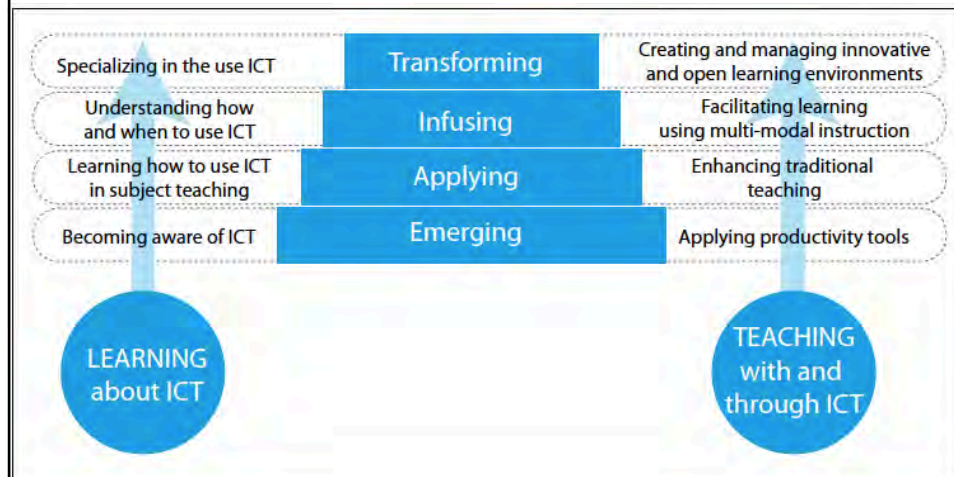 Specializing in the use ICT
Transforming
Creating and managing innovative
and open learning environments
Understanding how
and when to use ICT
Infusing
Facilitating learning
using multi-modal instruction
Learning how to use ICT
in subject teaching
Applying
Enhancing traditional
teaching
Becoming aware of ICT
Emerging
Applying productivity tools
LEARNING
about ICT
TEACHING
with and
through ICT